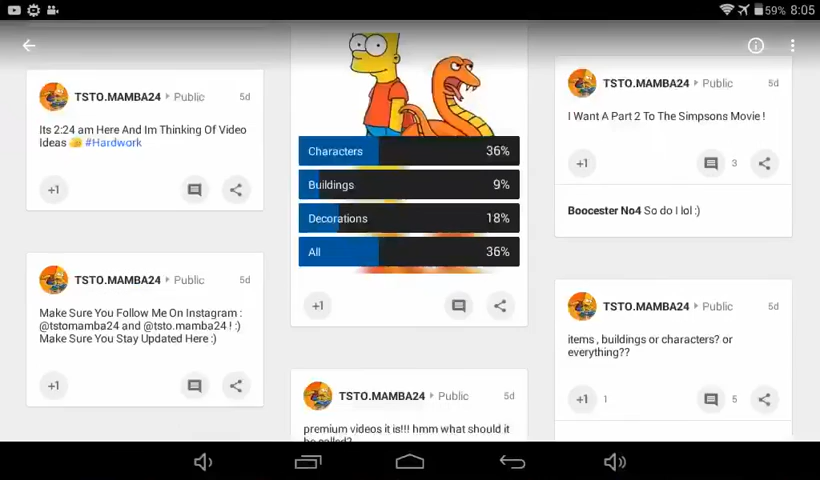 59% 8:05
TSTO.MAMBA24 Public 5d
Its 2:24 am Here And Im Thinking Of Video
Ideas #Hardwork
+1
TSTO.MAMBA24 Public 5d
Make Sure You Follow Me On Instagram :
@tstomamba24 and @tsto.mamba24 ! :)
Make Sure You Stay Updated Here :)
+1
Characters 36%
Buildings 9%
Decorations 18%
All 36%
+1
TSTO.MAMBA24 Public 5d
premium videos it is!!! hmm what should it
be called?
TSTO.MAMBA24 Public 5d
I Want A Part 2 To The Simpsons Movie !
+1 3
Boocester No4 So do I lol :)
TSTO.MAMBA24 Public 5d
items , buildings or characters? or
everything??
+1 1 5